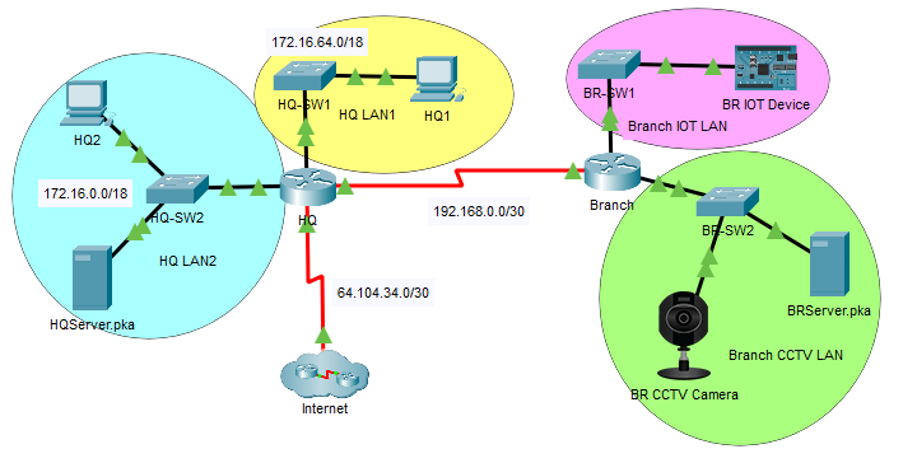 172.16.64.0/18
HQ-SW1
HQ LAN1
HQ1
HQ2
172.16.0.0/18
HQ-SW2
HQ LAN2
HQServer.pka
HQ
192.168.0.0/30
64.104.34.0/30
Internet
BR-SW1
BR IOT Device
Branch IOT LAN
Branch
BR-SW2
BRServer.pka
Branch CCTV LAN
BR CCTV Camera